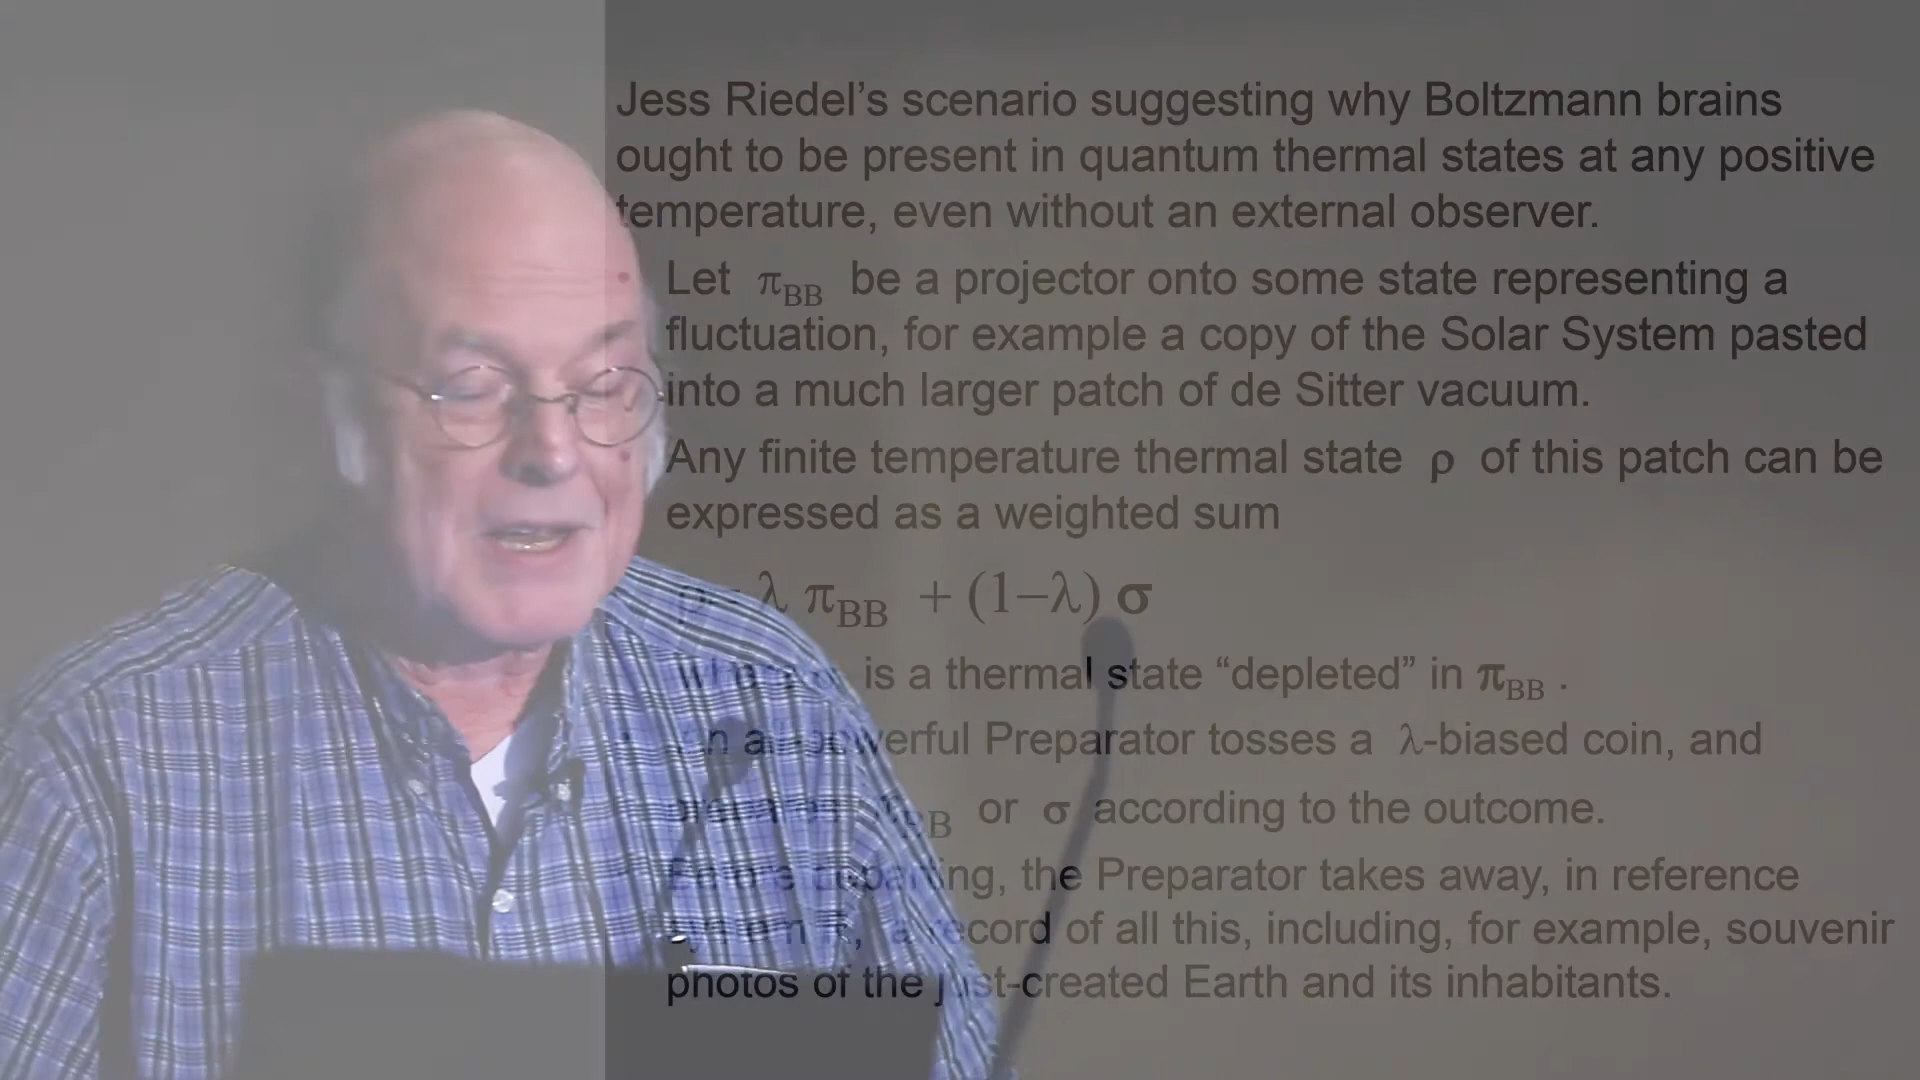 Jess Riedel’s scenario suggesting why Boltzmann brains
ought to be present in quantum thermal states at any positive
temperature, even without an external observer.
• Let π_BB be a projector onto some state representing a
fluctuation, for example a copy of the Solar System pasted
into a much larger patch of de Sitter vacuum.
• Any finite temperature thermal state ρ of this patch can be
expressed as a weighted sum
ρ = λ π_BB + (1−λ) σ
is a thermal state “depleted” in π_BB .
Preparator tosses a λ-biased coin, and
or σ according to the outcome.
the Preparator takes away, in reference
record of all this, including, for example, souvenir
photos of the just-created Earth and its inhabitants.